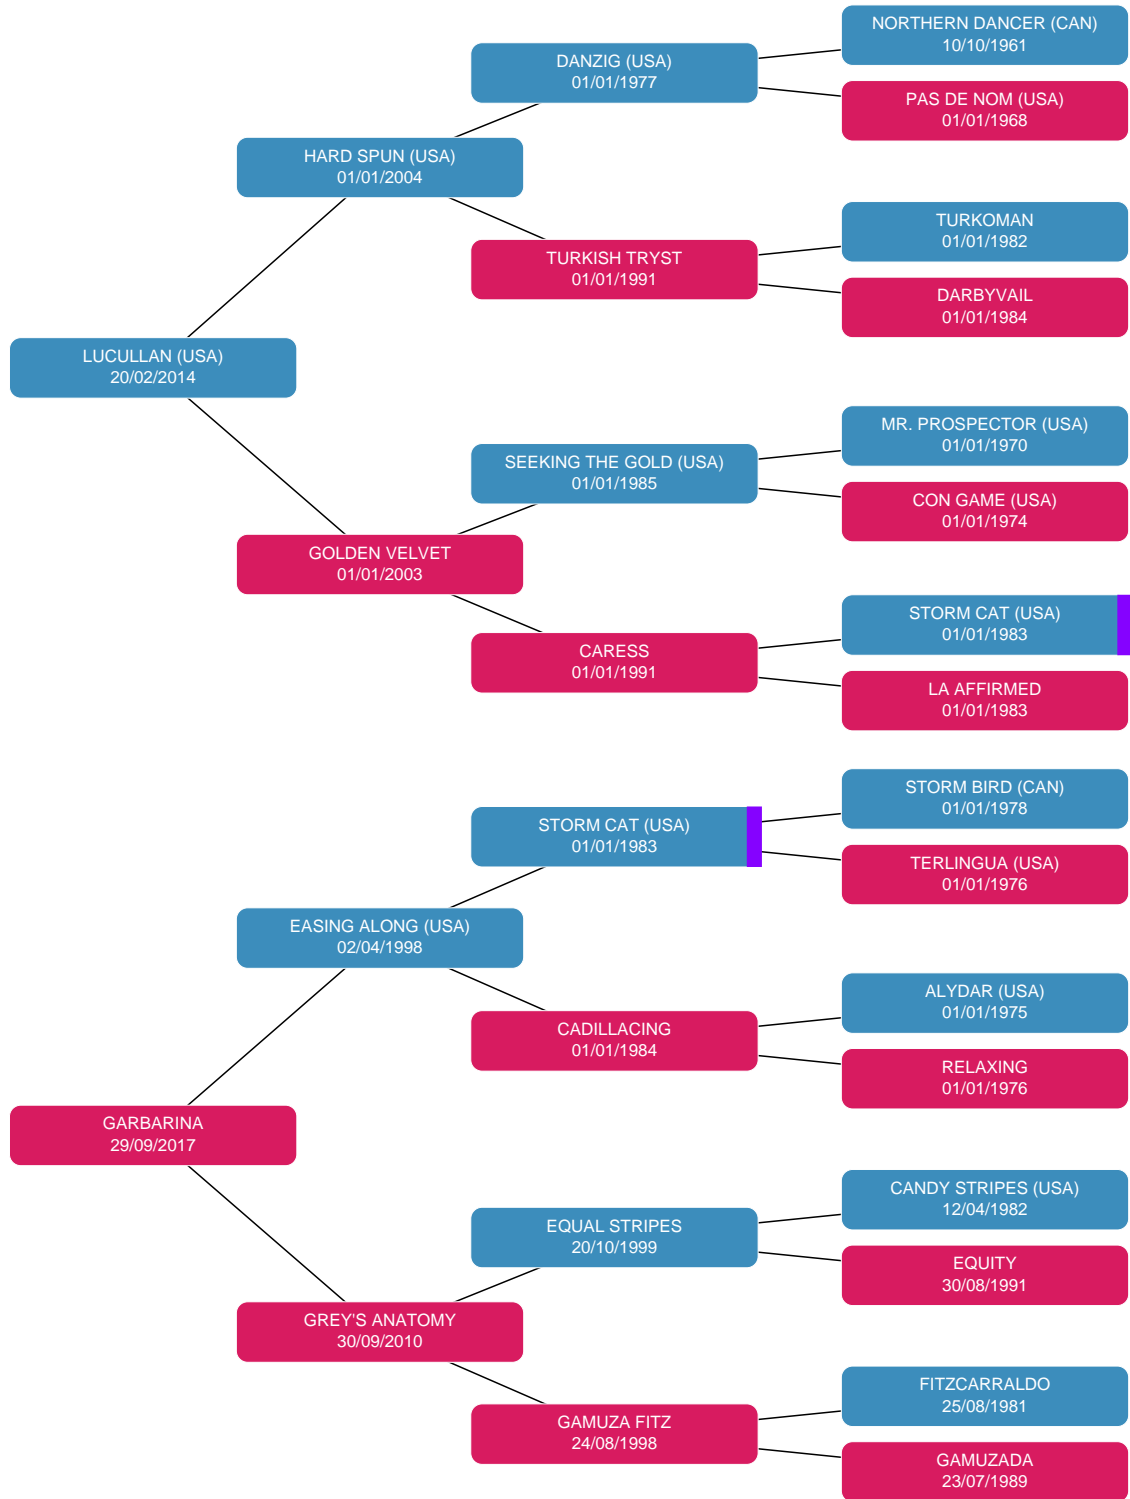 NORTHERN DANCER (CAN)
10/10/1961
DANZIG (USA)
01/01/1977
PAS DE NOM (USA)
01/01/1968
HARD SPUN (USA)
01/01/2004
TURKOMAN
01/01/1982
TURKISH TRYST
01/01/1991
DARBYVAIL
01/01/1984
LUCULLAN (USA)
20/02/2014
MR. PROSPECTOR (USA)
01/01/1970
SEEKING THE GOLD (USA)
01/01/1985
CON GAME (USA)
01/01/1974
GOLDEN VELVET
01/01/2003
STORM CAT (USA)
01/01/1983
CARESS
01/01/1991
LA AFFIRMED
01/01/1983
STORM BIRD (CAN)
01/01/1978
STORM CAT (USA)
01/01/1983
TERLINGUA (USA)
01/01/1976
EASING ALONG (USA)
02/04/1998
ALYDAR (USA)
01/01/1975
CADILLACING
01/01/1984
RELAXING
01/01/1976
GARBARINA
29/09/2017
CANDY STRIPES (USA)
12/04/1982
EQUAL STRIPES
20/10/1999
EQUITY
30/08/1991
GREY'S ANATOMY
30/09/2010
FITZCARRALDO
25/08/1981
GAMUZA FITZ
24/08/1998
GAMUZADA
23/07/1989